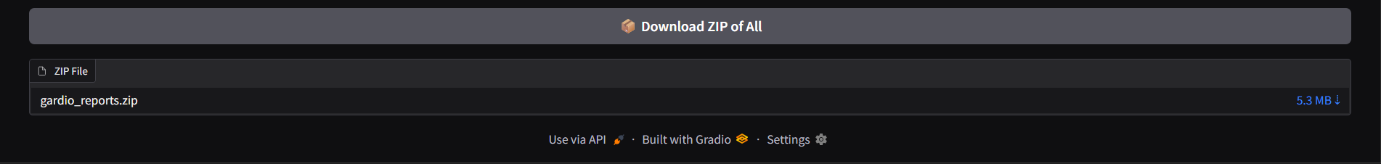 Download ZIP of All
ZIP File
gardio_reports.zip 5.3 MB ⇣
Use via API · Built with Gradio · Settings